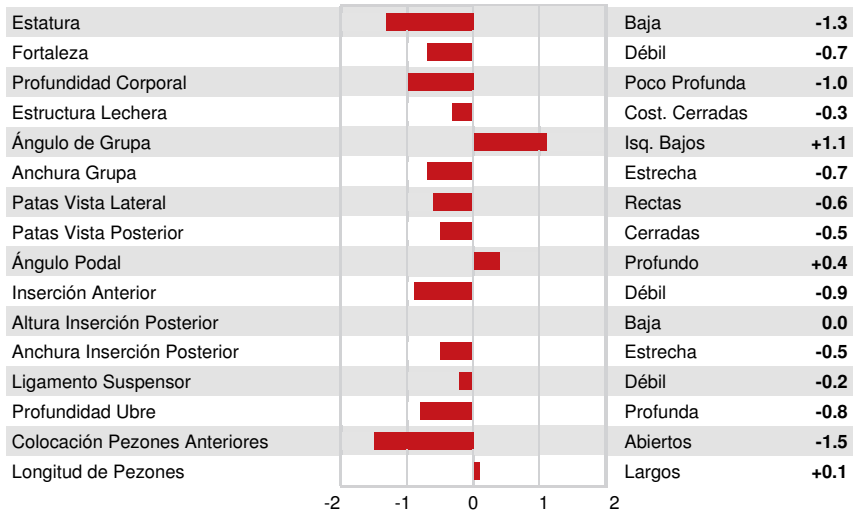 Estatura Baja -1.3
Fortaleza Débil -0.7
Profundidad Corporal Poco Profunda -1.0
Estructura Lechera Cost. Cerradas -0.3
Ángulo de Grupa Isq. Bajos +1.1
Anchura Grupa Estrecha -0.7
Patas Vista Lateral Rectas -0.6
Patas Vista Posterior Cerradas -0.5
Ángulo Podal Profundo +0.4
Inserción Anterior Débil -0.9
Altura Inserción Posterior Baja 0.0
Anchura Inserción Posterior Estrecha -0.5
Ligamento Suspensor Débil -0.2
Profundidad Ubre Profunda -0.8
Colocación Pezones Anteriores Abiertos -1.5
Longitud de Pezones Largos +0.1
-2 -1 0 1 2